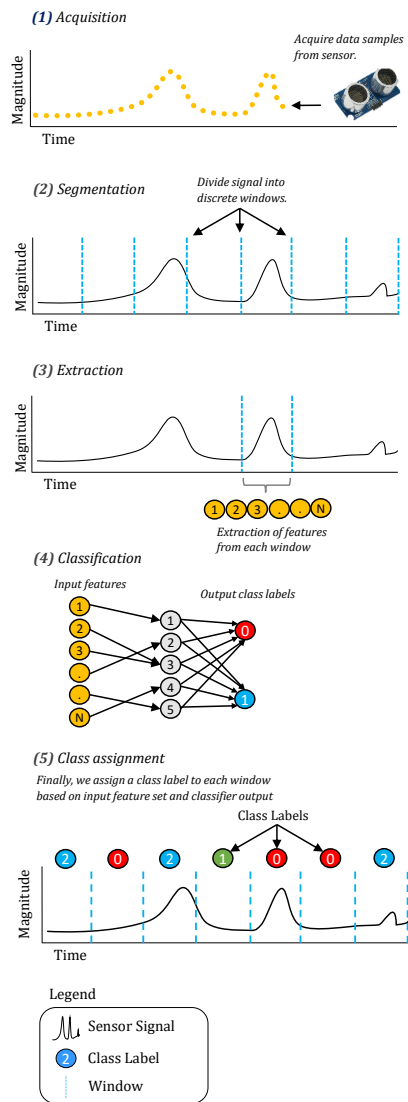 (1) Acquisition
Acquire data samples
from sensor.
Magnitude
Time
(2) Segmentation
Divide signal into
discrete windows.
Magnitude
Time
(3) Extraction
Magnitude
Time
1 2 3 . . N
Extraction of features
from each window
(4) Classification
Input features
Output class labels
1
2
3
.
.
N
1
2
3
4
5
0
1
(5) Class assignment
Finally, we assign a class label to each window
based on input feature set and classifier output
Class Labels
2 0 2 1 0 0 2
Magnitude
Time
Legend
Sensor Signal
2 Class Label
Window